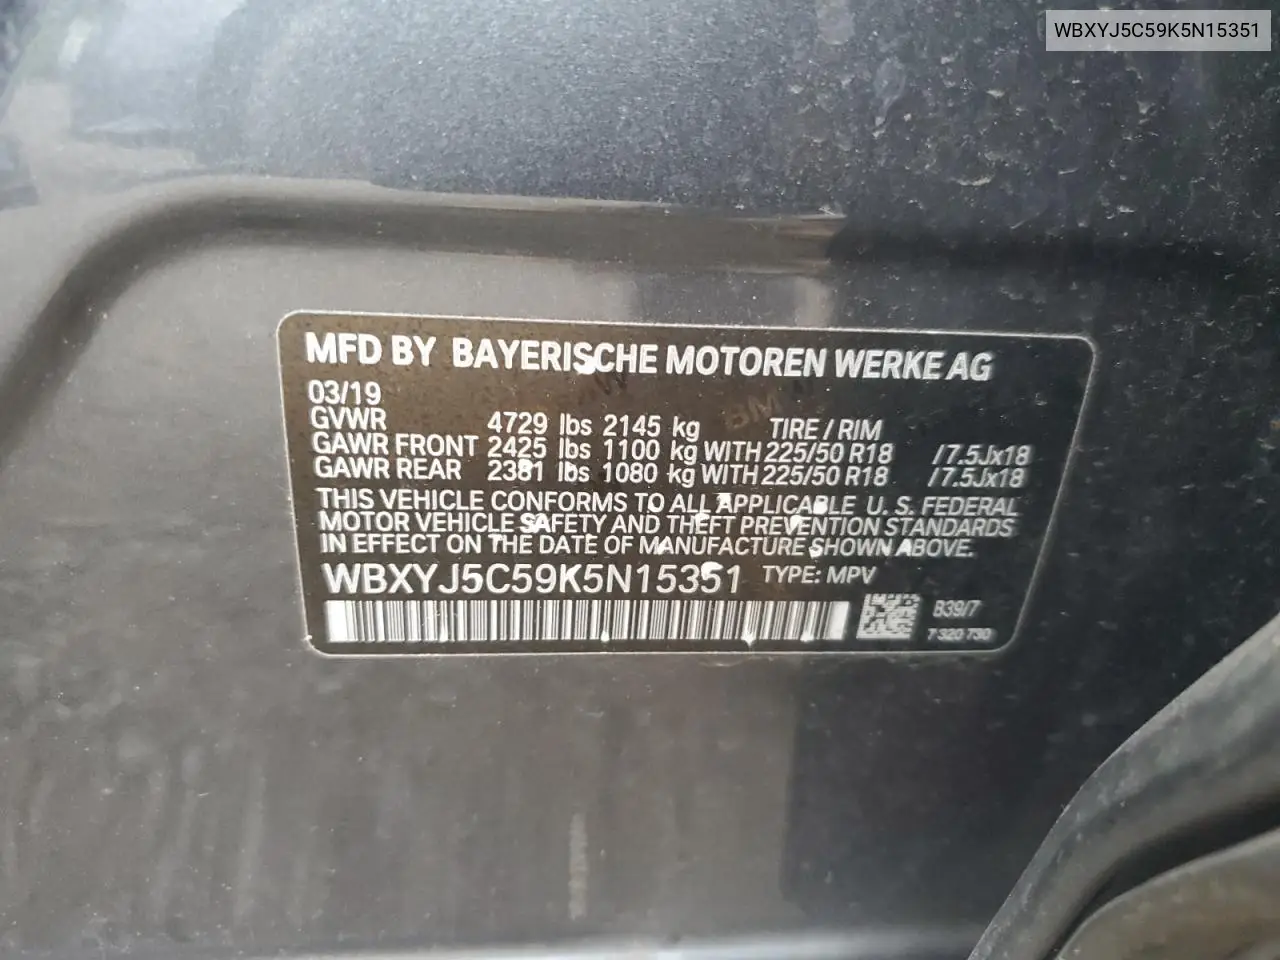 WBXYJ5C59K5N15351
MFD BY BAYERISCHE MOTOREN WERKE AG
03/19
GVWR 4729 lbs 2145 kg TIRE / RIM
GAWR FRONT 2425 lbs 1100 kg WITH 225/50 R18 /7.5Jx18
GAWR REAR 2381 lbs 1080 kg WITH 225/50 R18 /7.5Jx18
THIS VEHICLE CONFORMS TO ALL APPLICABLE U. S. FEDERAL
MOTOR VEHICLE SAFETY AND THEFT PREVENTION STANDARDS
IN EFFECT ON THE DATE OF MANUFACTURE SHOWN ABOVE.
WBXYJ5C59K5N15351 TYPE: MPV
B39/7
7 320 730